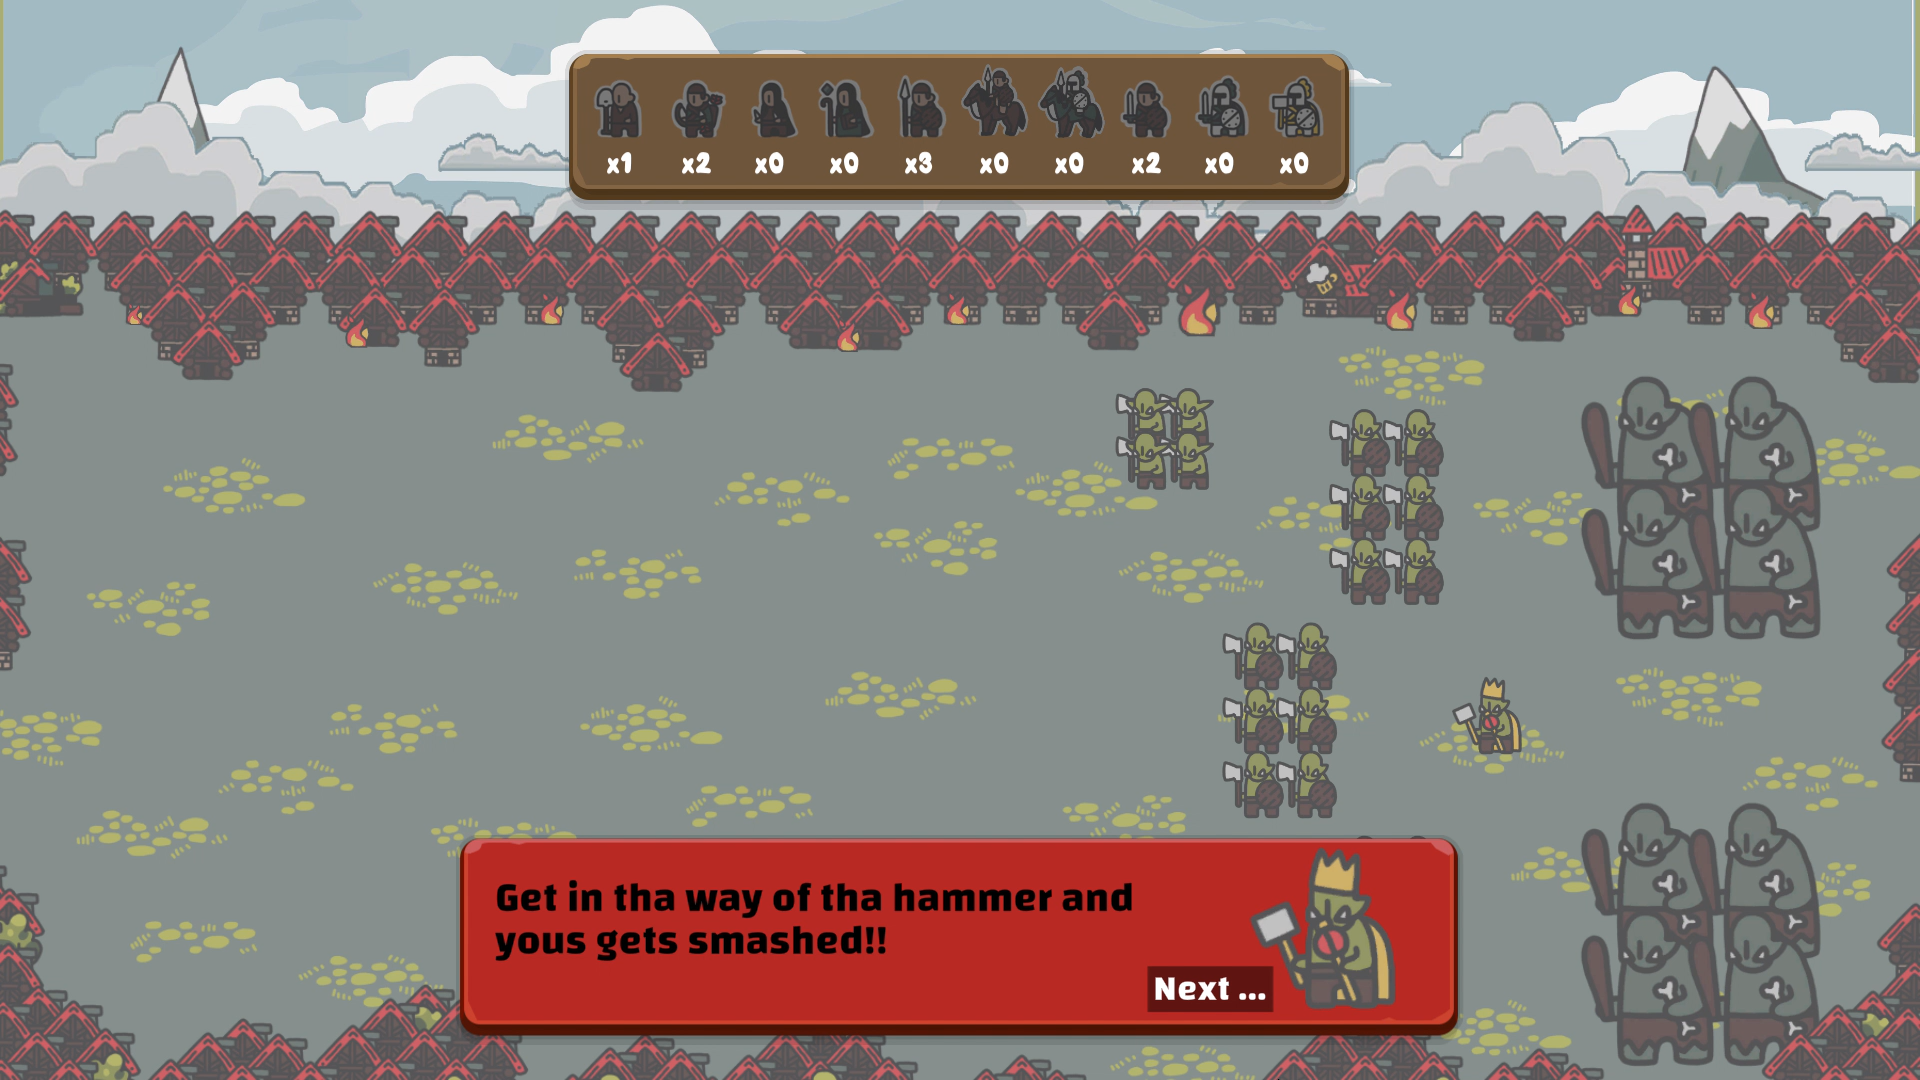 x1 x2 x0 x0 x3 x0 x0 x2 x0 x0
Get in tha way of tha hammer and
yous gets smashed!!
Next ...